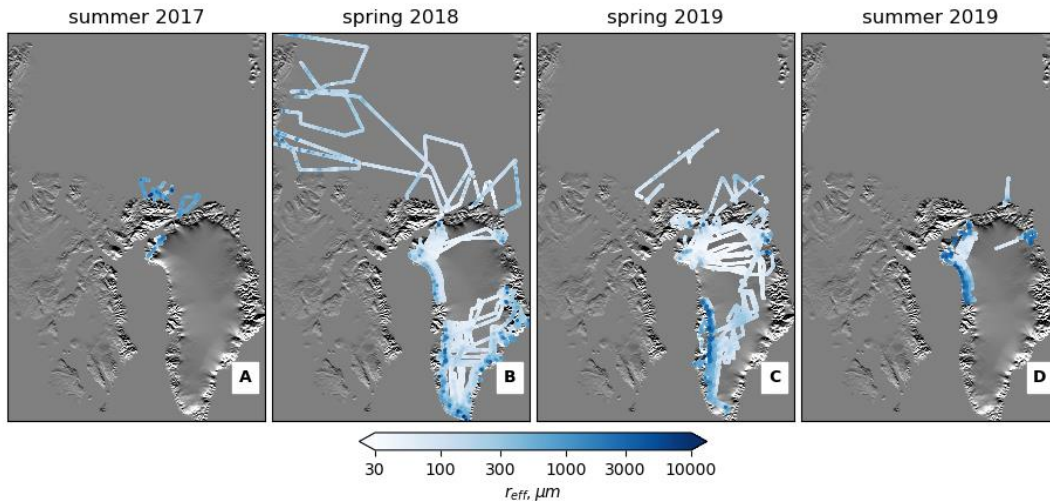 summer 2017 spring 2018 spring 2019 summer 2019
A B C D
30 100 300 1000 3000 10000
r_eff, μm